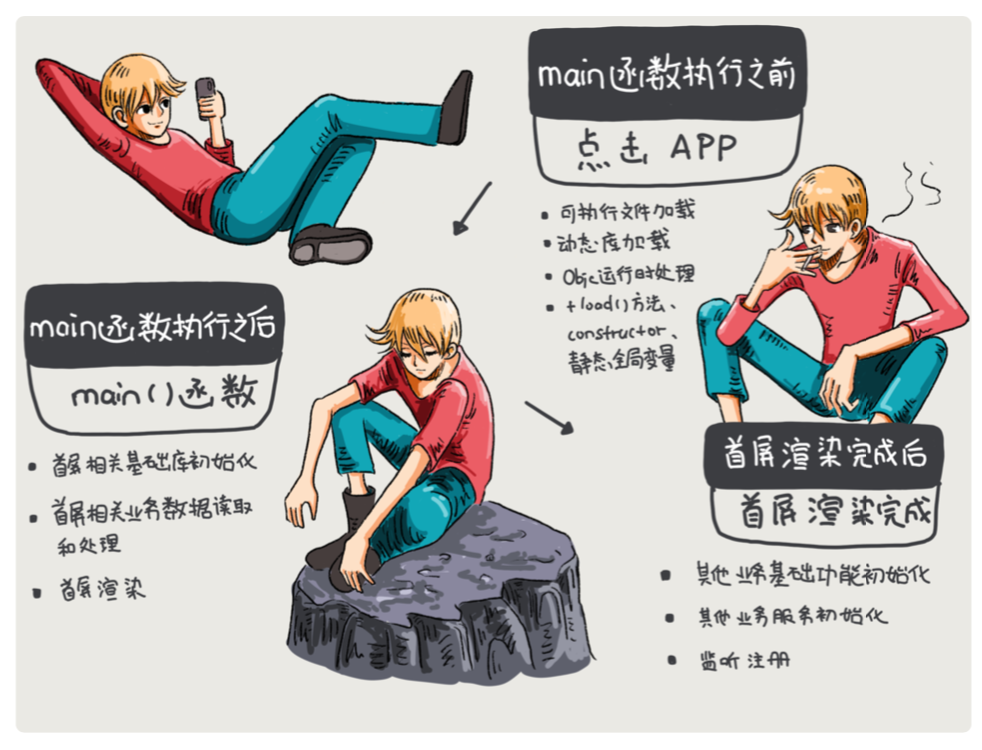 main函数执行之前
点击 APP
可执行文件加载
动态库加载
Objc运行时处理
+load()方法、
constructor、
静态全局变量
main函数执行之后
main()函数
首屏相关基础库初始化
首屏相关业务数据读取
和处理
首屏渲染
首屏渲染完成后
首屏渲染完成
其他业务基础功能初始化
其他业务服务初始化
监听注册